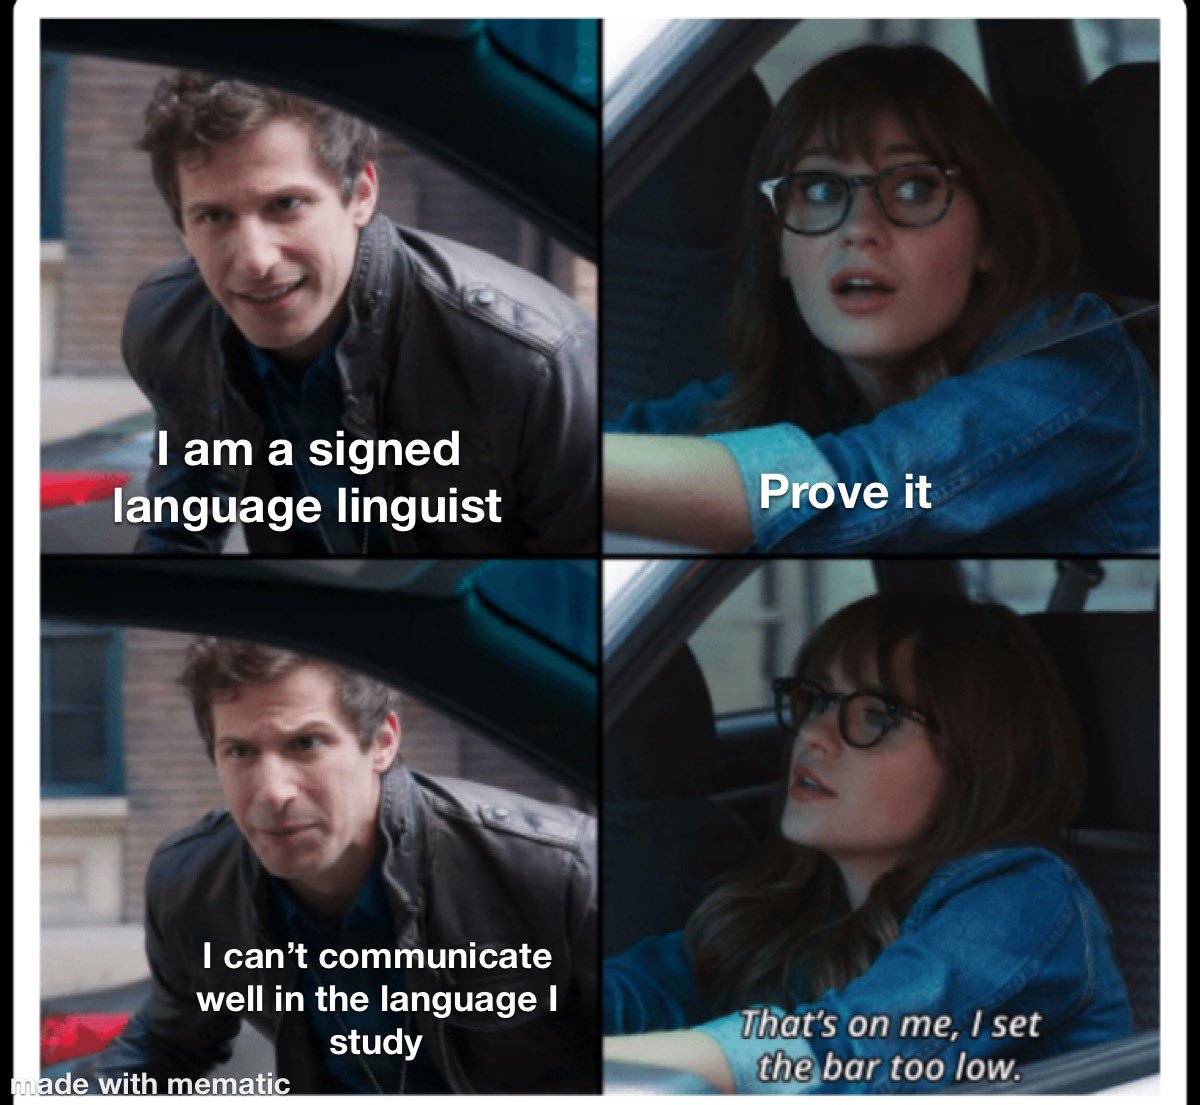 I am a signed
language linguist
Prove it
I can’t communicate
well in the language I
study
That's on me, I set
the bar too low.
made with mematic